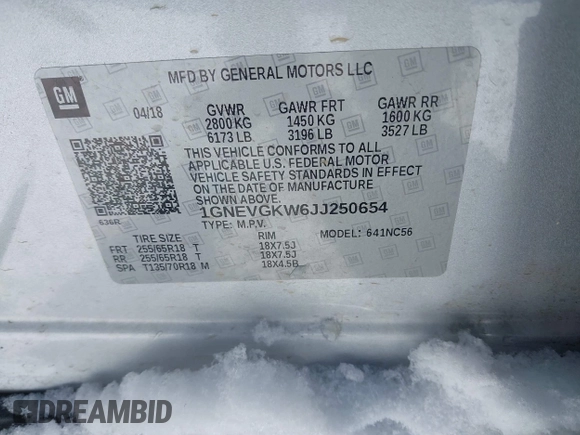 MFD BY GENERAL MOTORS LLC
GM
04/18 GVWR GAWR FRT GAWR RR
2800 KG 1450 KG 1600 KG
6173 LB 3196 LB 3527 LB
THIS VEHICLE CONFORMS TO ALL
APPLICABLE U.S. FEDERAL MOTOR
VEHICLE SAFETY STANDARDS IN EFFECT
ON THE DATE OF MANUFACTURE
1GNEVGKW6JJ250654
636R
TYPE: M.P.V. MODEL: 641NC56
TIRE SIZE RIM
FRT 255/65R18 T 18X7.5J
RR 255/65R18 T 18X7.5J
SPA T135/70R18 M 18X4.5B
DREAMBID